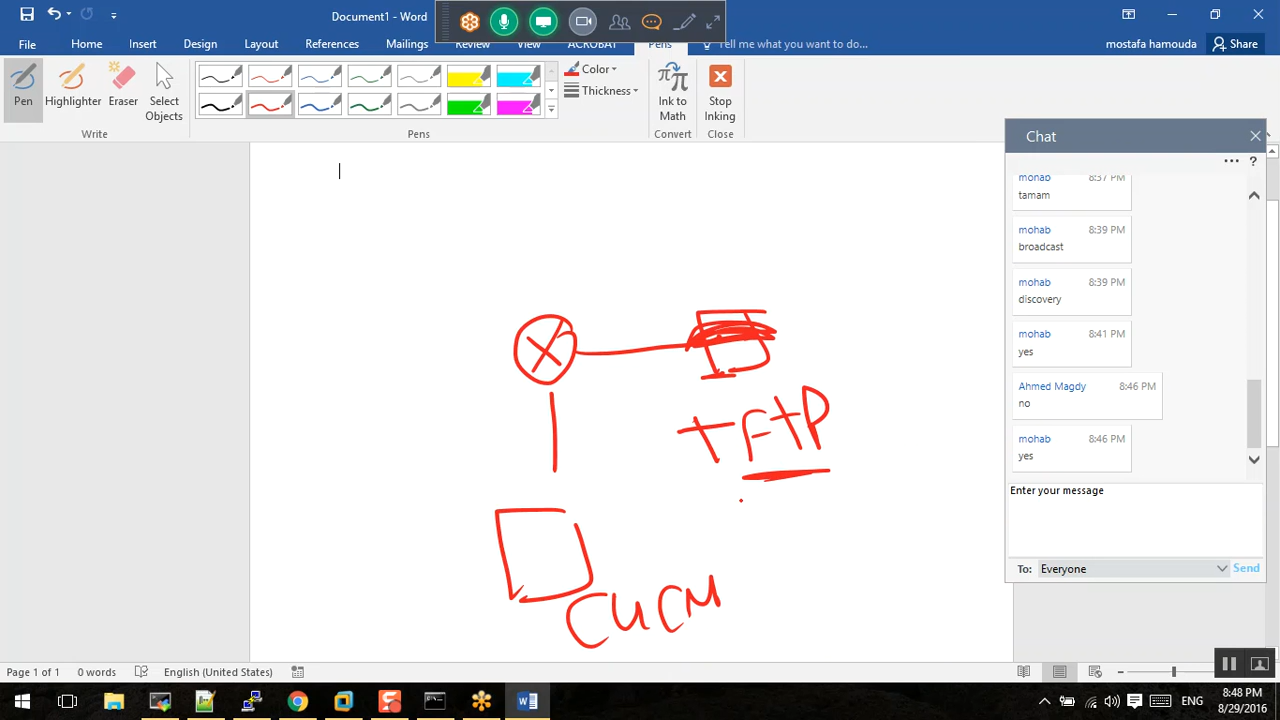 Document1 - Word
File
Home
Insert
Design
Layout
References
Mailings
Review
ACROBAT
Pens
Tell me what you want to do...
mostafa hamouda
Share
Pen
Highlighter
Eraser
Select Objects
Color
Thickness
Ink to Math
Stop Inking
Write
Pens
Convert
Close
Chat
?
mohab 8:37 PM
tamam
mohab 8:39 PM
broadcast
mohab 8:39 PM
discovery
mohab 8:41 PM
yes
Ahmed Magdy 8:46 PM
no
mohab 8:46 PM
yes
Enter your message
To: Everyone Send
tFtP
CUCM
Page 1 of 1 0 words English (United States)
ENG
8:48 PM
8/29/2016